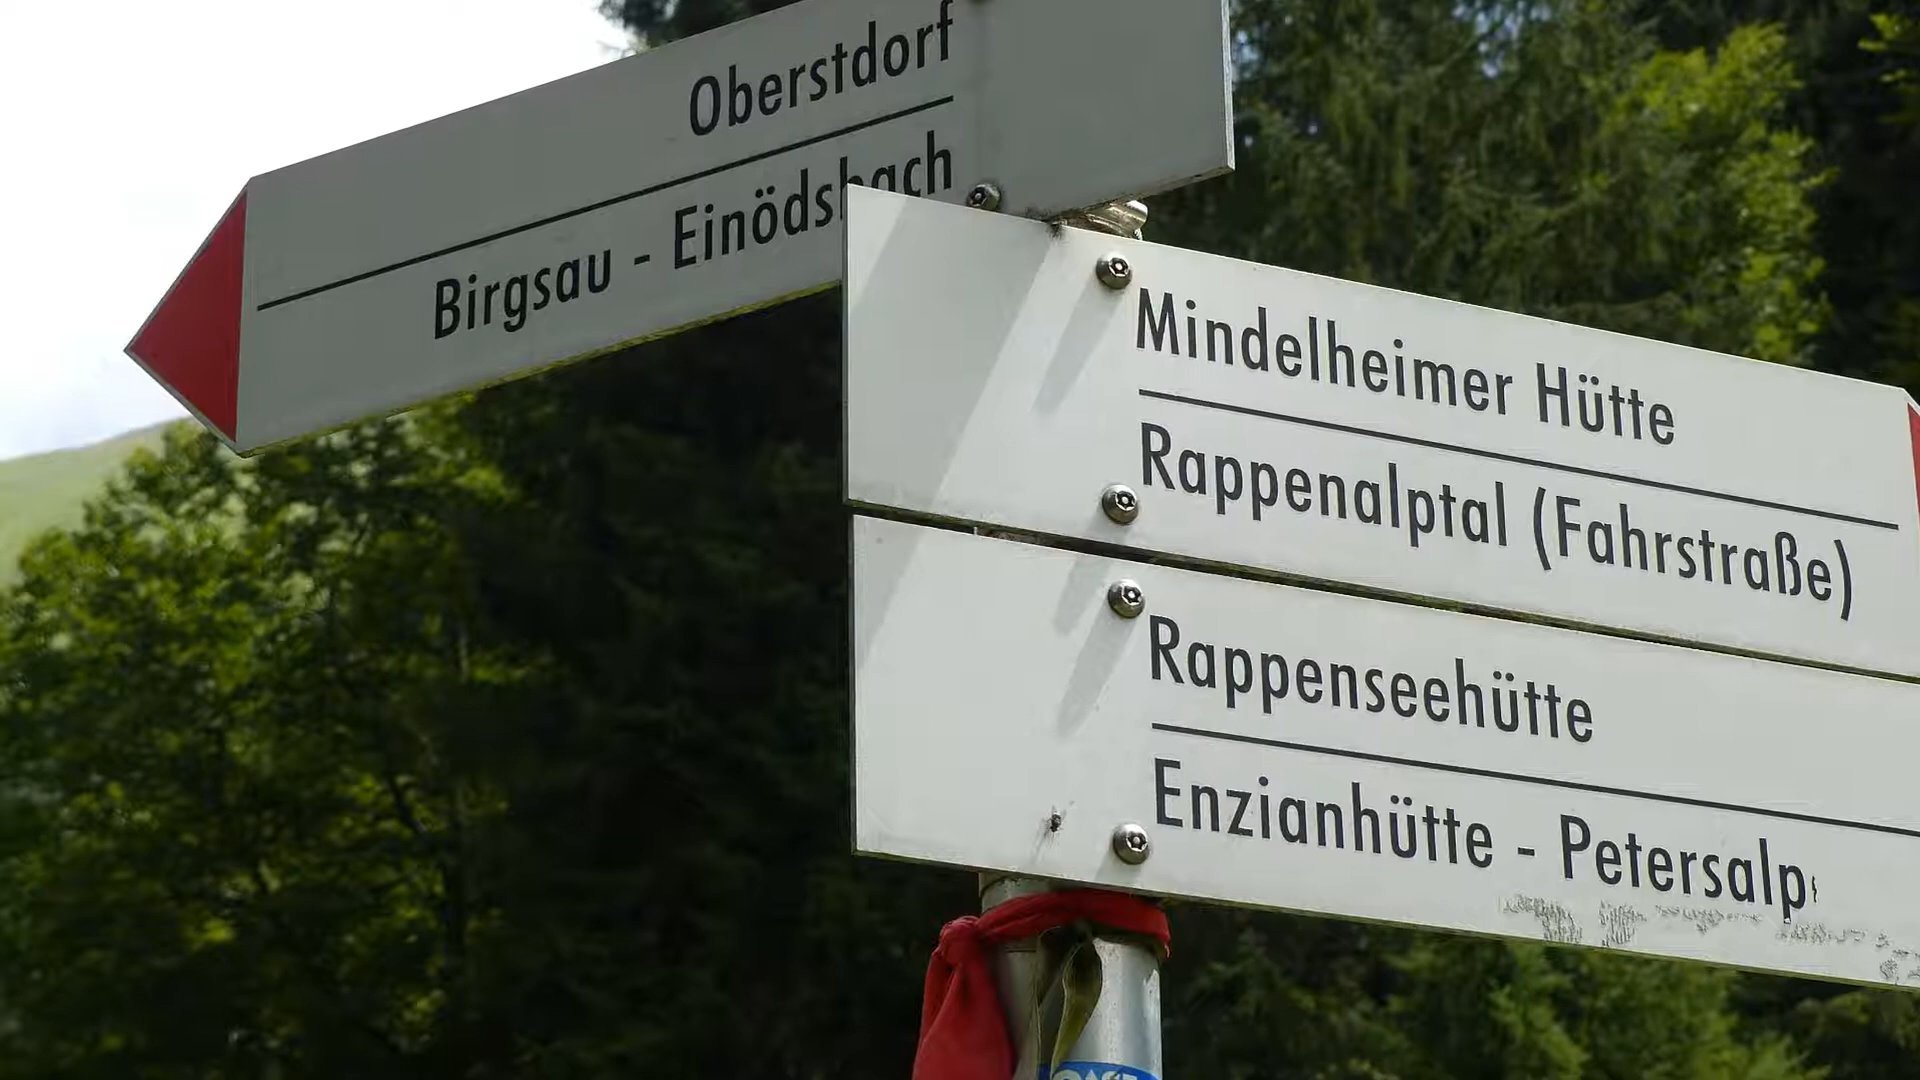 Oberstdorf
Birgsau - Einödsbach
Mindelheimer Hütte
Rappenalptal (Fahrstraße)
Rappenseehütte
Enzianhütte - Petersalp